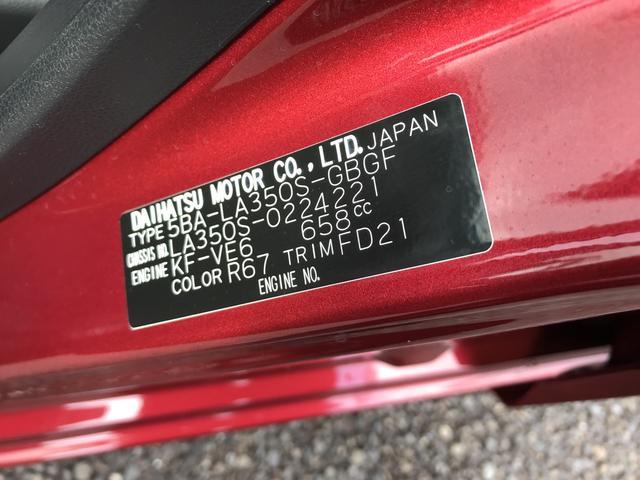 DAIHATSU MOTOR CO., LTD. JAPAN
TYPE 5BA-LA350S-GBGF
CHASSIS NO. LA350S-0224221
ENGINE KF-VE6 658cc
COLOR R67 TRIM FD21
ENGINE NO.